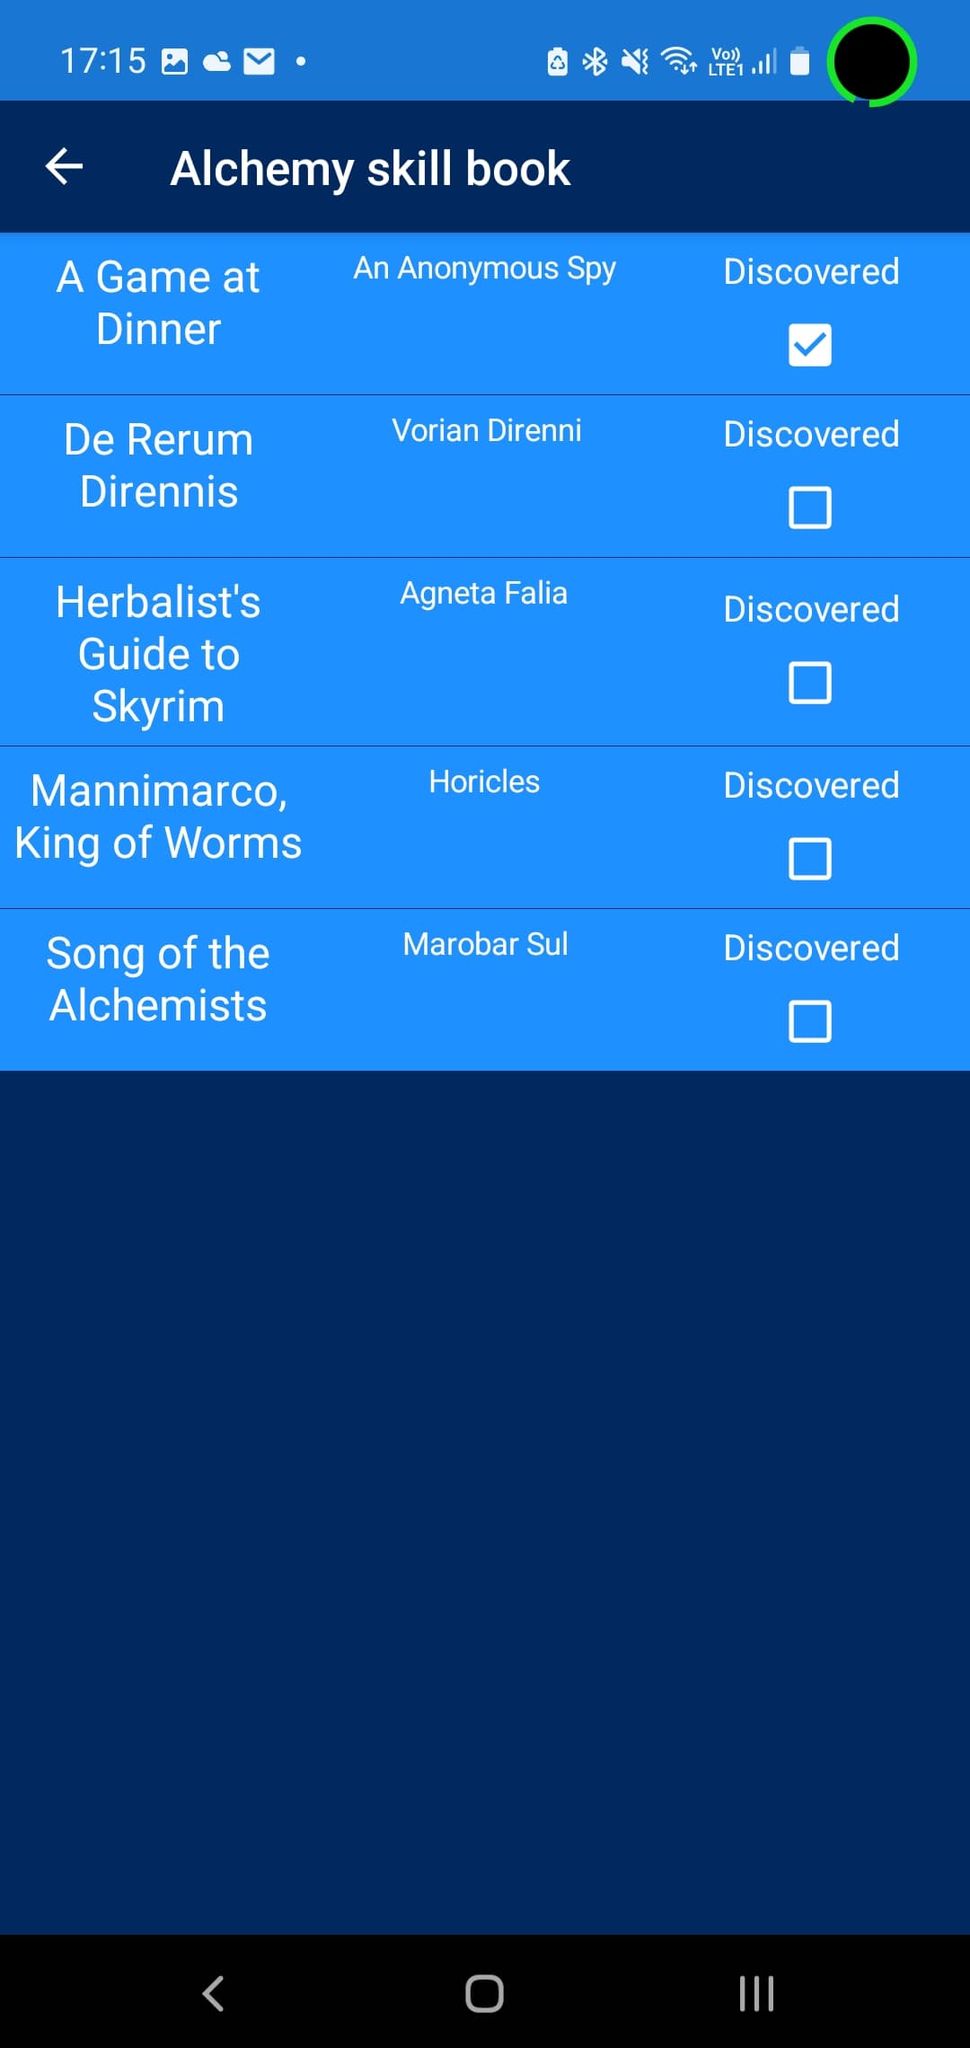 17:15
Vo))
LTE1
Alchemy skill book
A Game at
Dinner
An Anonymous Spy
Discovered
De Rerum
Dirennis
Vorian Direnni
Discovered
Herbalist's
Guide to
Skyrim
Agneta Falia
Discovered
Mannimarco,
King of Worms
Horicles
Discovered
Song of the
Alchemists
Marobar Sul
Discovered